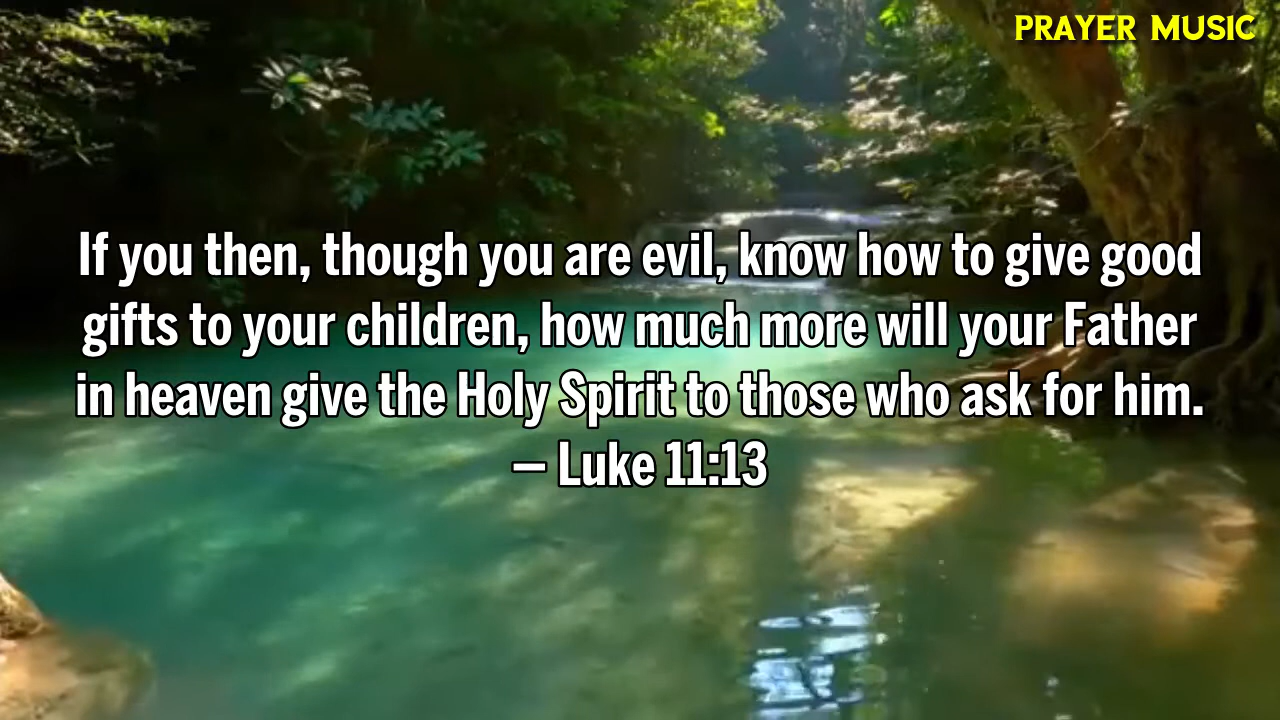 PRAYER MUSIC
If you then, though you are evil, know how to give good
gifts to your children, how much more will your Father
in heaven give the Holy Spirit to those who ask for him.
– Luke 11:13